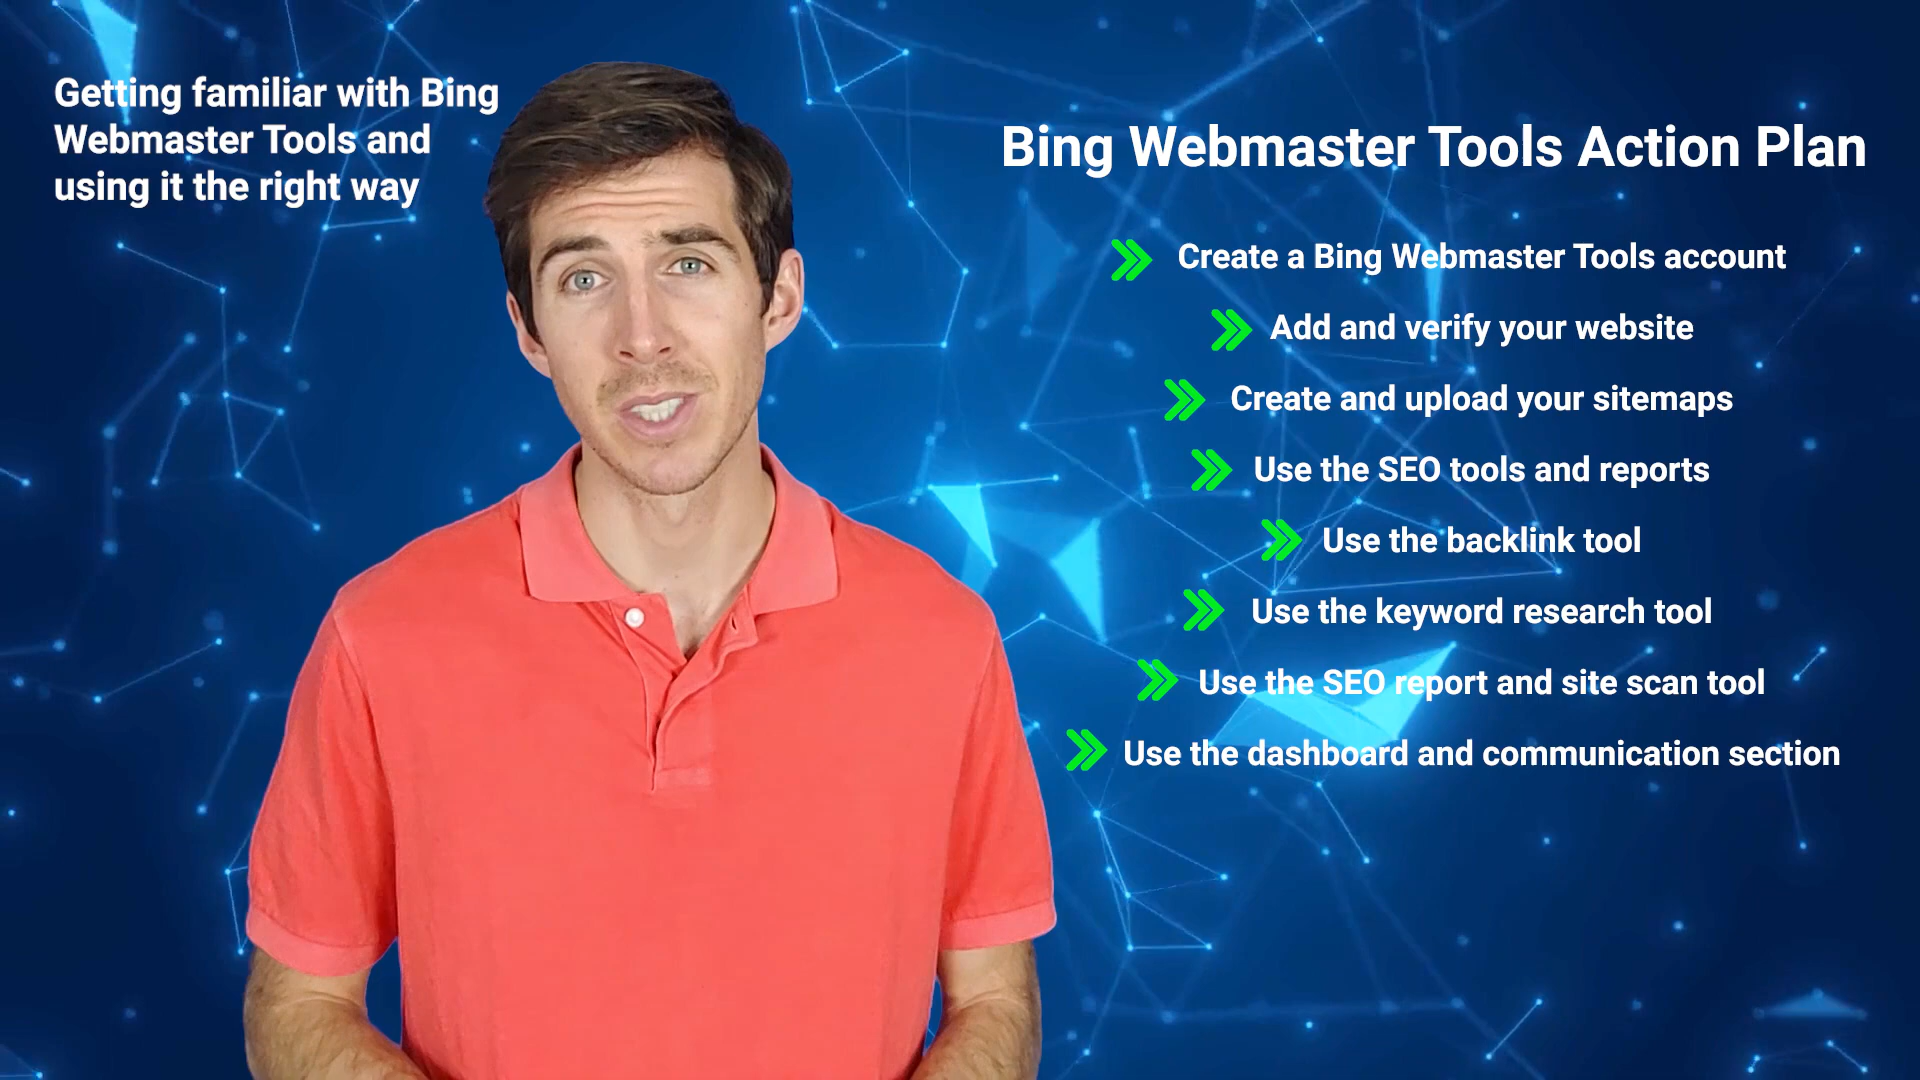 Getting familiar with Bing
Webmaster Tools and
using it the right way
Bing Webmaster Tools Action Plan
Create a Bing Webmaster Tools account
Add and verify your website
Create and upload your sitemaps
Use the SEO tools and reports
Use the backlink tool
Use the keyword research tool
Use the SEO report and site scan tool
Use the dashboard and communication section